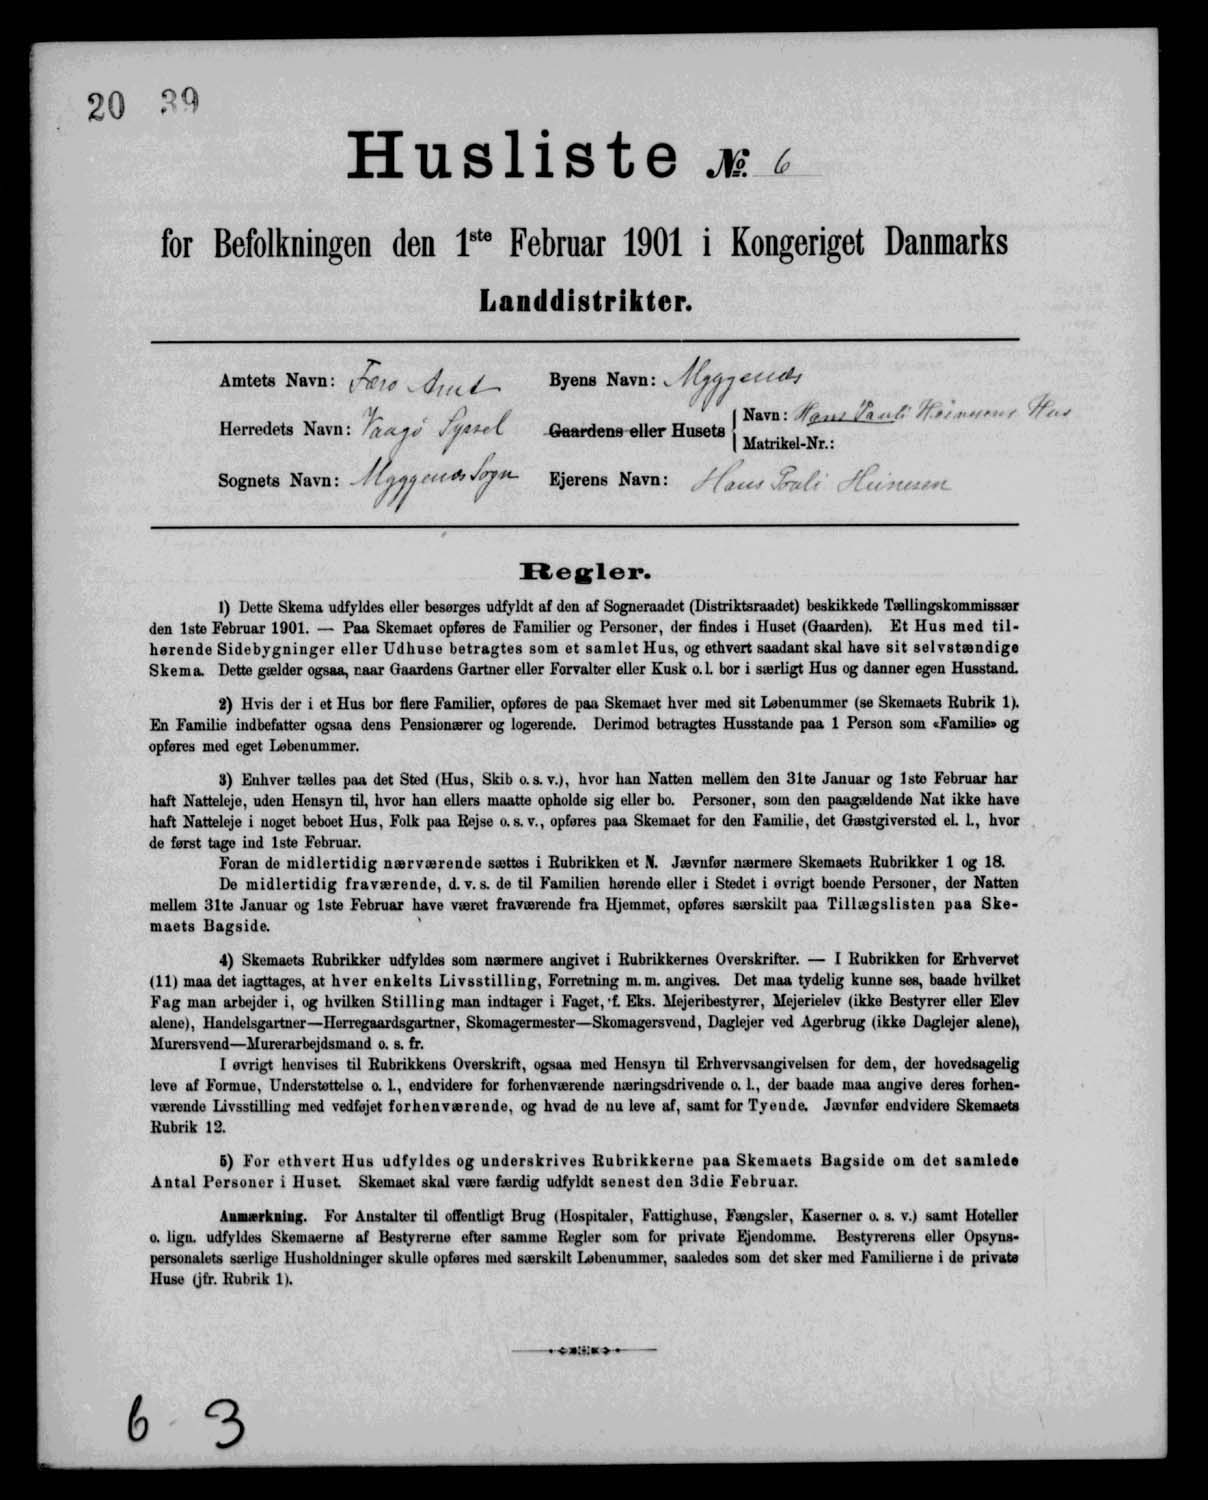 20 39
Husliste № 6
for Befolkningen den 1ste Februar 1901 i Kongeriget Danmarks
Landdistrikter.
Amtets Navn: Færø Amt
Byens Navn: Myggenæs
Herredets Navn: Vaagø Syssel
Gaardens eller Husets
Navn: Hans Pauli Heinesens Hus
Matrikel-Nr.:
Sognets Navn: Myggenæs Sogn
Ejerens Navn: Hans Pauli Heinesen
Regler.
1) Dette Skema udfyldes eller besørges udfyldt af den af Sogneraadet (Distriktsraadet) beskikkede Tællingskommissær
den 1ste Februar 1901. — Paa Skemaet opføres de Familier og Personer, der findes i Huset (Gaarden). Et Hus med til-
hørende Sidebygninger eller Udhuse betragtes som et samlet Hus, og ethvert saadant skal have sit selvstændige
Skema. Dette gælder ogsaa, naar Gaardens Gartner eller Forvalter eller Kusk o. l. bor i særligt Hus og danner egen Husstand.
2) Hvis der i et Hus bor flere Familier, opføres de paa Skemaet hver med sit Løbenummer (se Skemaets Rubrik 1).
En Familie indbefatter ogsaa dens Pensionærer og logerende. Derimod betragtes Husstande paa 1 Person som «Familie» og
opføres med eget Løbenummer.
3) Enhver tælles paa det Sted (Hus, Skib o. s. v.), hvor han Natten mellem den 31te Januar og 1ste Februar har
haft Natteleje, uden Hensyn til, hvor han ellers maatte opholde sig eller bo. Personer, som den paagældende Nat ikke have
haft Natteleje i noget beboet Hus, Folk paa Rejse o. s. v., opføres paa Skemaet for den Familie, det Gæstgiversted el. l., hvor
de først tage ind 1ste Februar.
Foran de midlertidig nærværende sættes i Rubrikken et N. Jævnfør nærmere Skemaets Rubrikker 1 og 18.
De midlertidig fraværende, d. v. s. de til Familien hørende eller i Stedet i øvrigt boende Personer, der Natten
mellem 31te Januar og 1ste Februar have været fraværende fra Hjemmet, opføres særskilt paa Tillægslisten paa Ske-
maets Bagside.
4) Skemaets Rubrikker udfyldes som nærmere angivet i Rubrikkernes Overskrifter. — I Rubrikken for Erhvervet
(11) maa det iagttages, at hver enkelts Livsstilling, Forretning m. m. angives. Det maa tydelig kunne ses, baade hvilket
Fag man arbejder i, og hvilken Stilling man indtager i Faget, f. Eks. Mejeribestyrer, Mejerielev (ikke Bestyrer eller Elev
alene), Handelsgartner—Herregaardsgartner, Skomagermester—Skomagersvend, Daglejer ved Agerbrug (ikke Daglejer alene),
Murersvend—Murerarbejdsmand o. s. fr.
I øvrigt henvises til Rubrikkens Overskrift, ogsaa med Hensyn til Erhvervsangivelsen for dem, der hovedsagelig
leve af Formue, Understøttelse o. l., endvidere for forhenværende næringsdrivende o. l., der baade maa angive deres forhen-
værende Livsstilling med vedføjet forhenværende, og hvad de nu leve af, samt for Tyende. Jævnfør endvidere Skemaets
Rubrik 12.
5) For ethvert Hus udfyldes og underskrives Rubrikkerne paa Skemaets Bagside om det samlede
Antal Personer i Huset. Skemaet skal være færdig udfyldt senest den 3die Februar.
Anmærkning. For Anstalter til offentligt Brug (Hospitaler, Fattighuse, Fængsler, Kaserner o. s. v.) samt Hoteller
o. lign. udfyldes Skemaerne af Bestyrerne efter samme Regler som for private Ejendomme. Bestyrerens eller Opsyns-
personalets særlige Husholdninger skulle opføres med særskilt Løbenummer, saaledes som det sker med Familierne i de private
Huse (jfr. Rubrik 1).
6 3